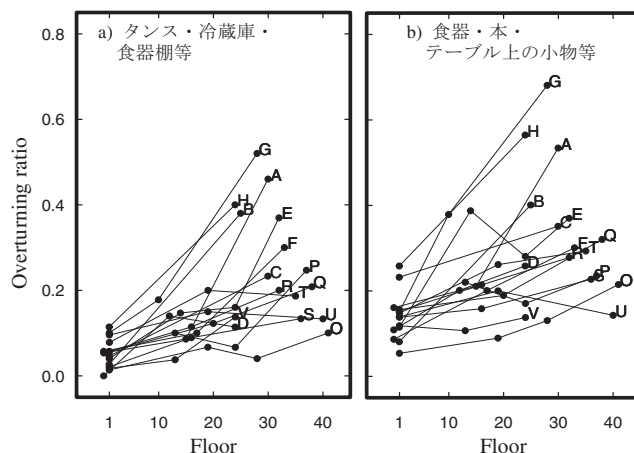 a) タンス・冷蔵庫・
食器棚等
b) 食器・本・
テーブル上の小物等
Overturning ratio
0.8
0.6
0.4
0.2
0.0
G
A
H
B
E
F
C
P
Q
R
T
V
D
S
U
O
G
H
A
B
E
C
F
T
Q
R
D
P
O
V
U
1
10
20
30
40
1
10
20
30
40
Floor
Floor